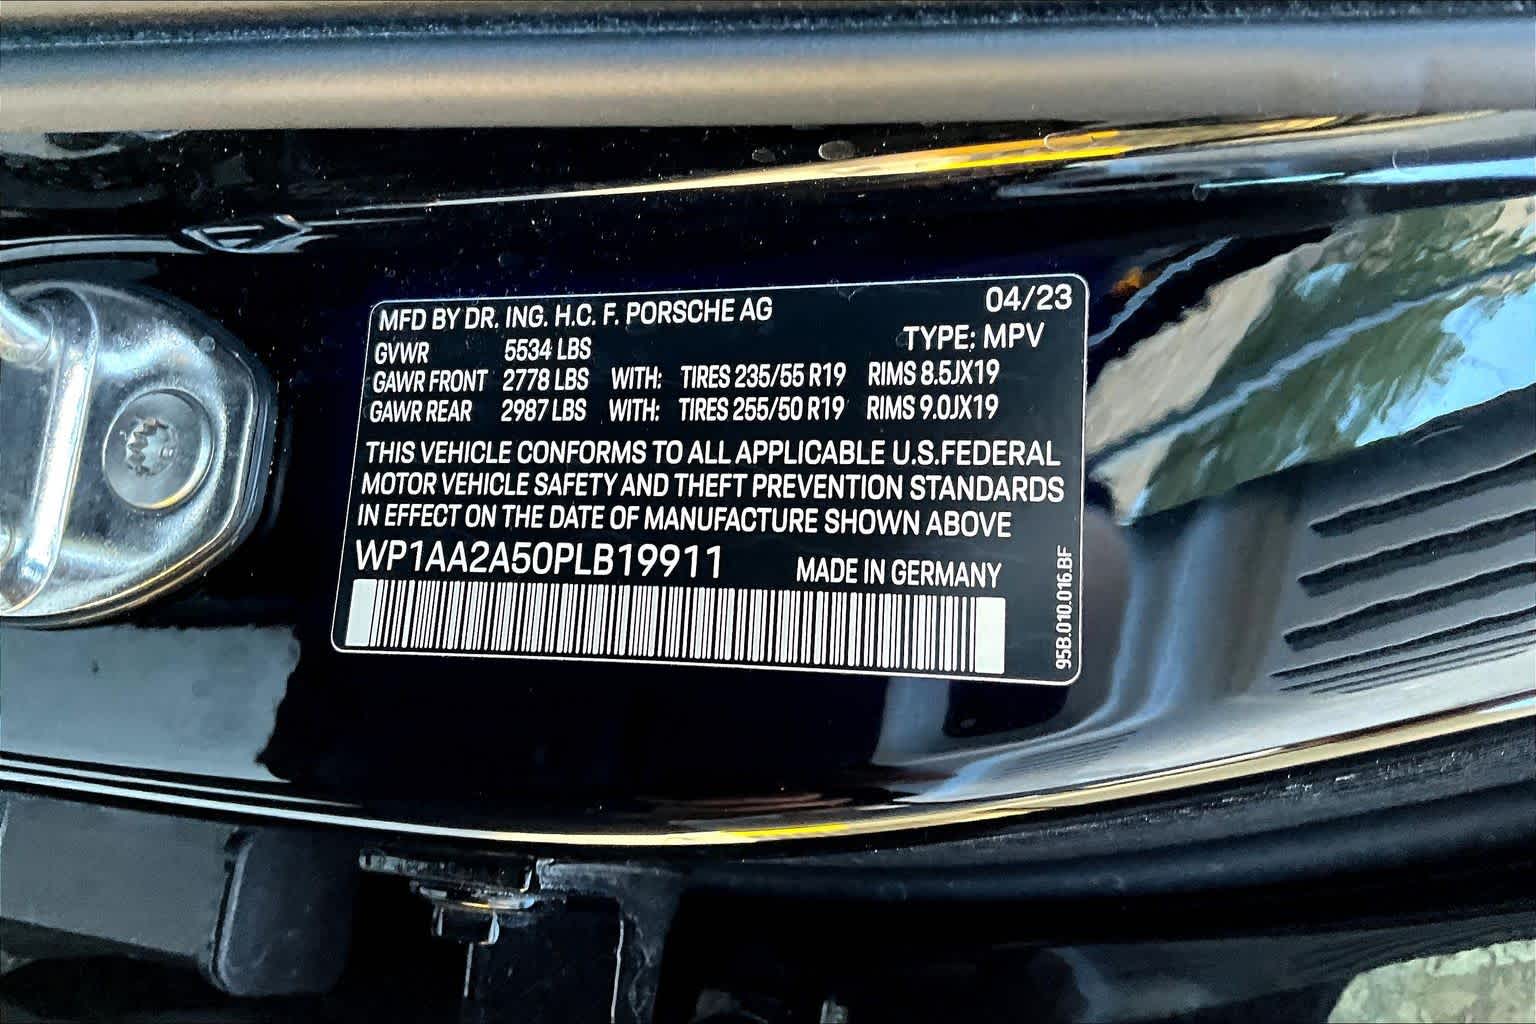 MFD BY DR. ING. H.C. F. PORSCHE AG 04/23
GVWR 5534 LBS TYPE: MPV
GAWR FRONT 2778 LBS WITH: TIRES 235/55 R19 RIMS 8.5JX19
GAWR REAR 2987 LBS WITH: TIRES 255/50 R19 RIMS 9.0JX19
THIS VEHICLE CONFORMS TO ALL APPLICABLE U.S.FEDERAL
MOTOR VEHICLE SAFETY AND THEFT PREVENTION STANDARDS
IN EFFECT ON THE DATE OF MANUFACTURE SHOWN ABOVE
WP1AA2A50PLB19911 MADE IN GERMANY
95B.010.016.BF